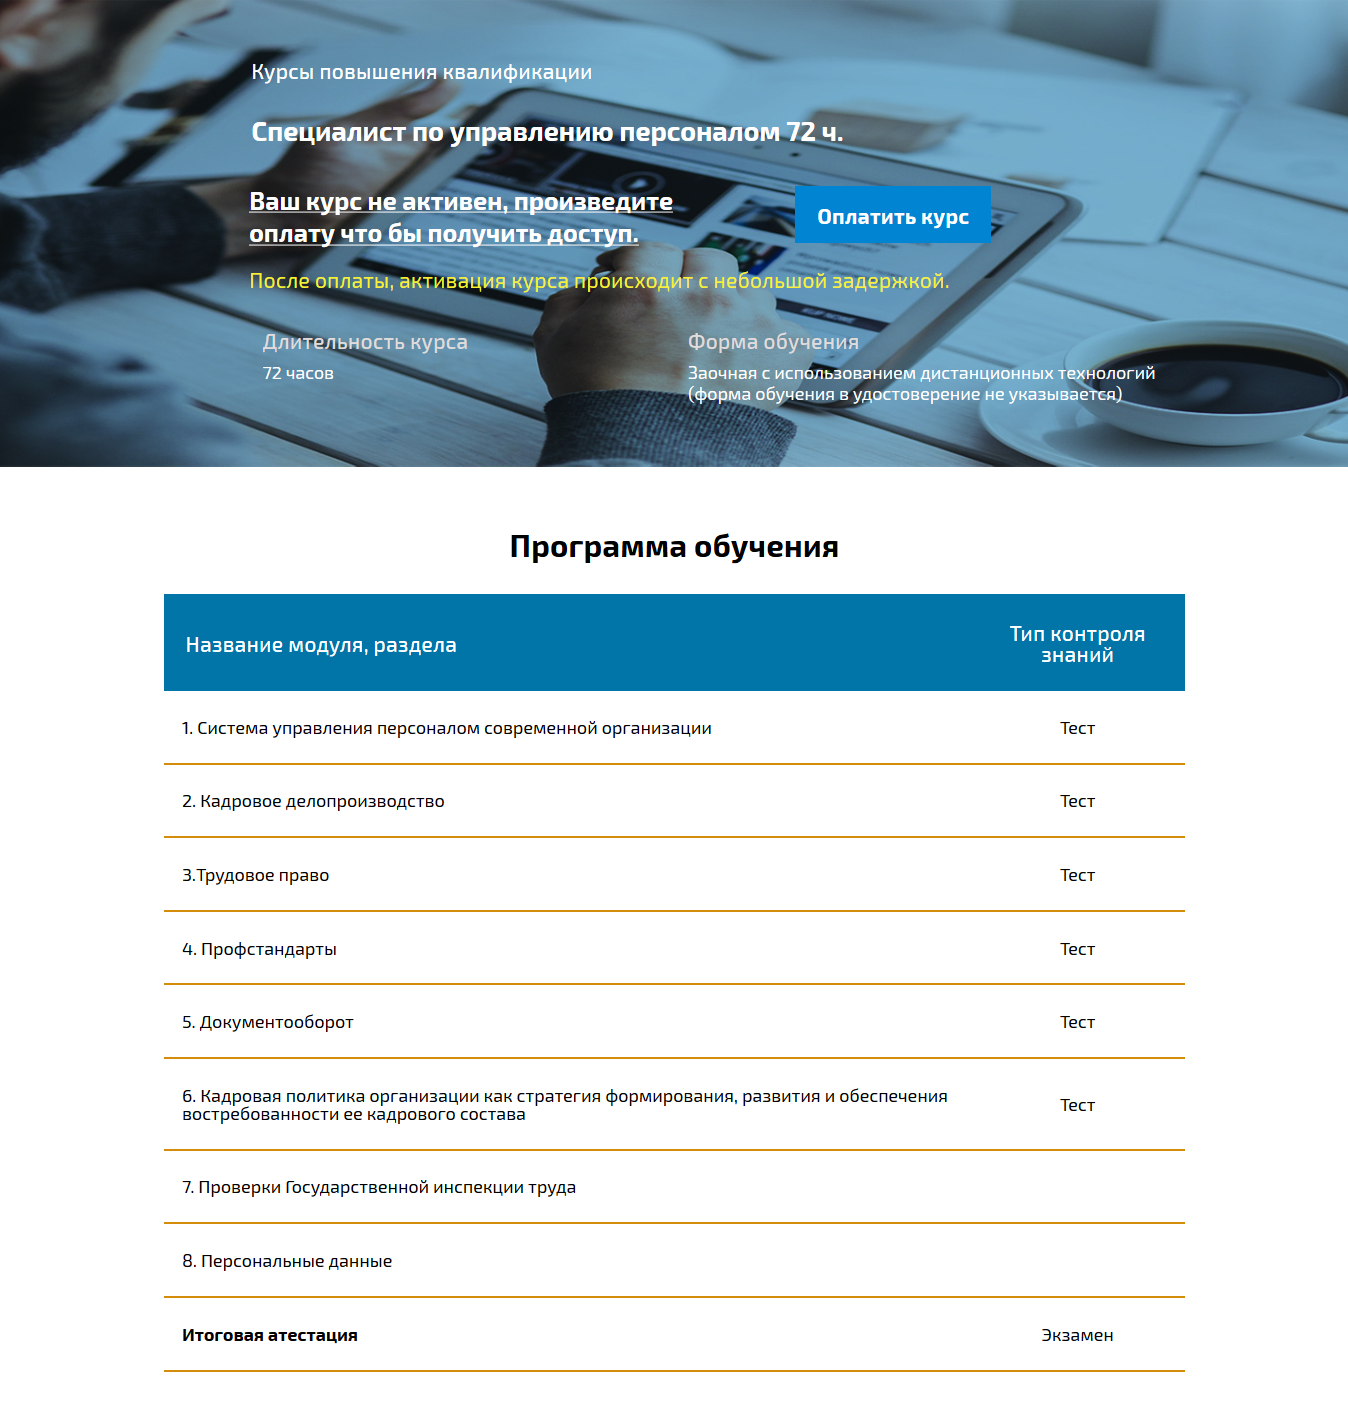 Курсы повышения квалификации
Специалист по управлению персоналом 72 ч.
Ваш курс не активен, произведите
оплату что бы получить доступ.
Оплатить курс
После оплаты, активация курса происходит с небольшой задержкой.
Длительность курса
72 часов
Форма обучения
Заочная с использованием дистанционных технологий
(форма обучения в удостоверение не указывается)
Программа обучения
Название модуля, раздела
Тип контроля
знаний
1. Система управления персоналом современной организации
Тест
2. Кадровое делопроизводство
Тест
3.Трудовое право
Тест
4. Профстандарты
Тест
5. Документооборот
Тест
6. Кадровая политика организации как стратегия формирования, развития и обеспечения
востребованности ее кадрового состава
Тест
7. Проверки Государственной инспекции труда
8. Персональные данные
Итоговая атестация
Экзамен